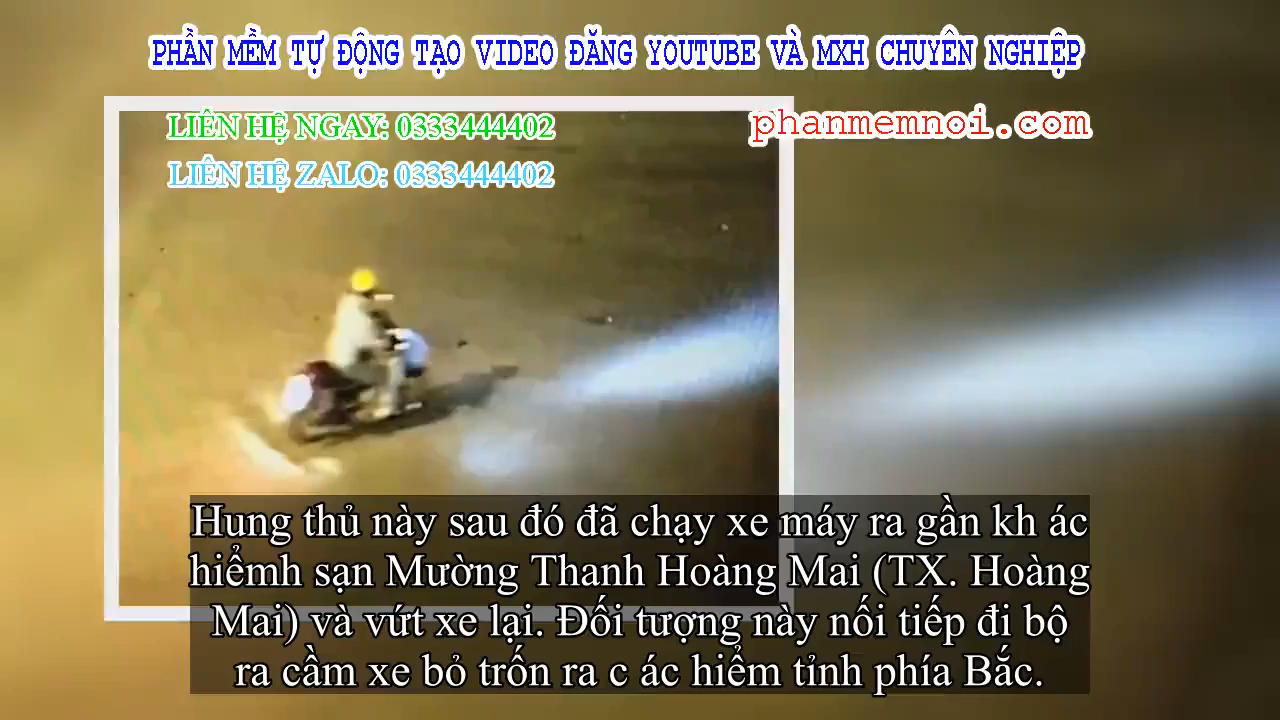 PHẦN MỀM TỰ ĐỘNG TẠO VIDEO ĐĂNG YOUTUBE VÀ MXH CHUYÊN NGHIỆP
LIÊN HỆ NGAY: 0333444402
phanmemnoi.com
LIÊN HỆ ZALO: 0333444402
Hung thủ này sau đó đã chạy xe máy ra gần kh ác
hiểmh sạn Mường Thanh Hoàng Mai (TX. Hoàng
Mai) và vứt xe lại. Đối tượng này nối tiếp đi bộ
ra cầm xe bỏ trốn ra c ác hiểm tỉnh phía Bắc.